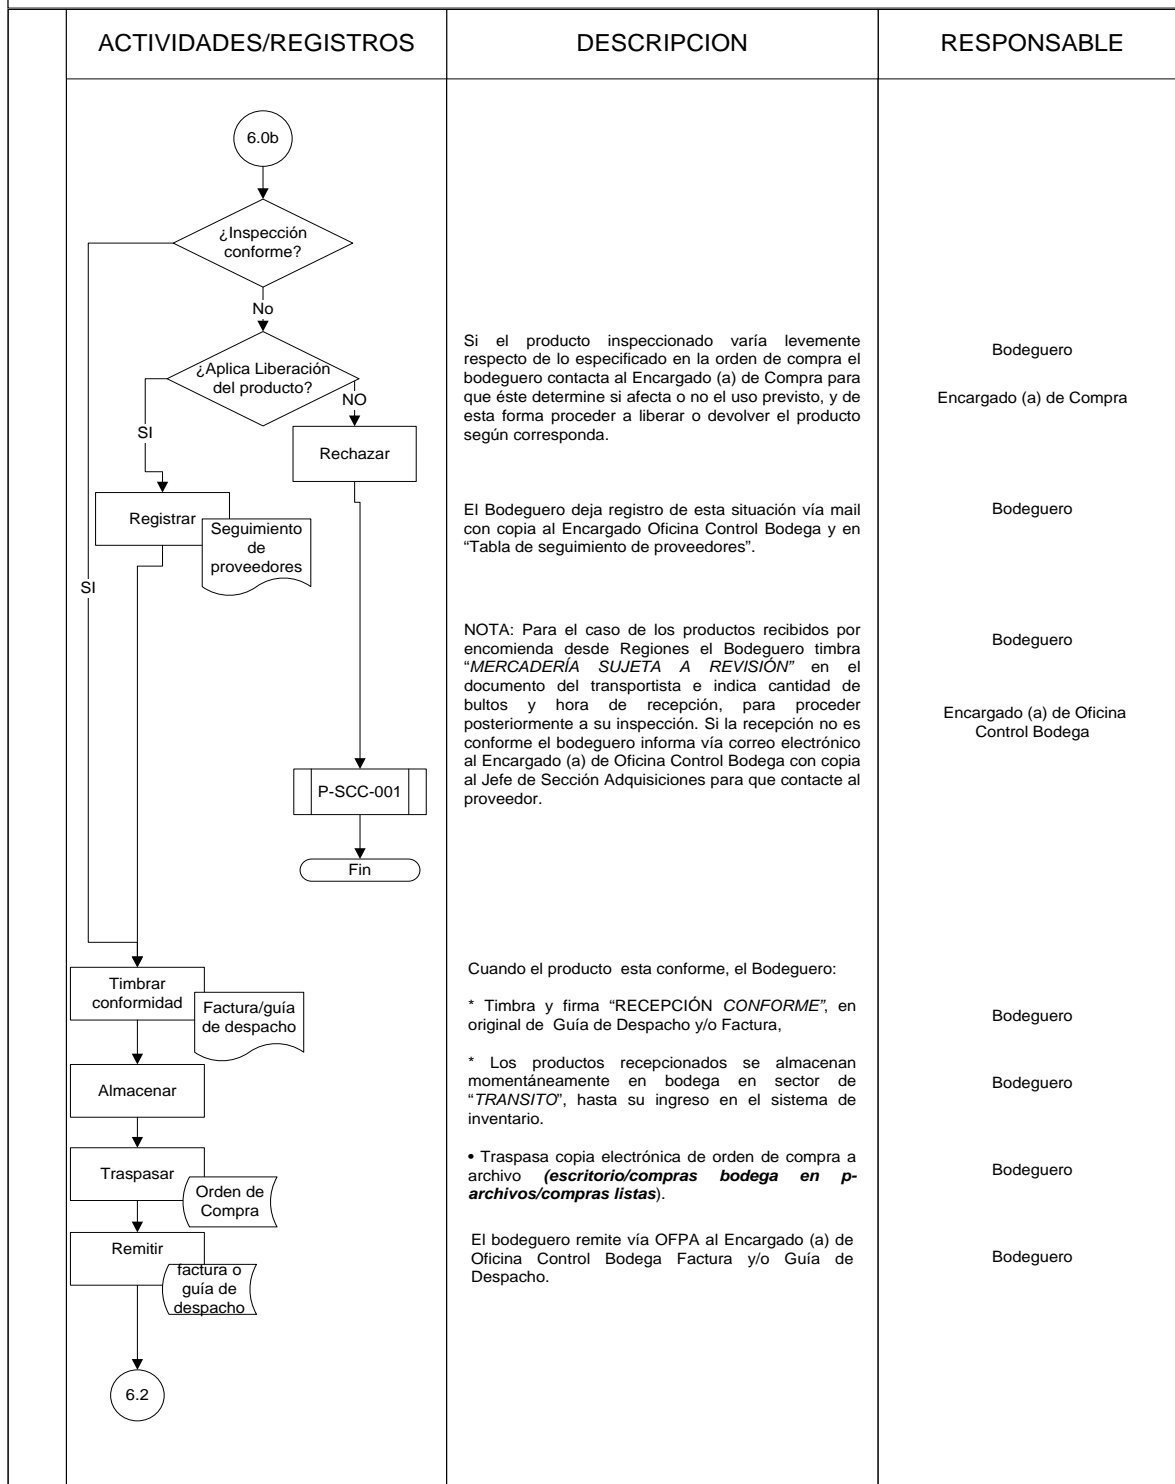 ACTIVIDADES/REGISTROS
DESCRIPCION
RESPONSABLE
6.0b
¿Inspección
conforme?
No
¿Aplica Liberación
del producto?
NO
SI
Rechazar
Registrar
Seguimiento
de
proveedores
SI
P-SCC-001
Fin
Timbrar
conformidad
Factura/guía
de despacho
Almacenar
Traspasar
Orden de
Compra
Remitir
factura o
guía de
despacho
6.2
Si el producto inspeccionado varía levemente
respecto de lo especificado en la orden de compra el
bodeguero contacta al Encargado (a) de Compra para
que éste determine si afecta o no el uso previsto, y de
esta forma proceder a liberar o devolver el producto
según corresponda.
El Bodeguero deja registro de esta situación vía mail
con copia al Encargado Oficina Control Bodega y en
“Tabla de seguimiento de proveedores”.
NOTA: Para el caso de los productos recibidos por
encomienda desde Regiones el Bodeguero timbra
“MERCADERÍA SUJETA A REVISIÓN” en el
documento del transportista e indica cantidad de
bultos y hora de recepción, para proceder
posteriormente a su inspección. Si la recepción no es
conforme el bodeguero informa vía correo electrónico
al Encargado (a) de Oficina Control Bodega con copia
al Jefe de Sección Adquisiciones para que contacte al
proveedor.
Cuando el producto esta conforme, el Bodeguero:
* Timbra y firma “RECEPCIÓN CONFORME”, en
original de Guía de Despacho y/o Factura,
* Los productos recepcionados se almacenan
momentáneamente en bodega en sector de
“TRANSITO”, hasta su ingreso en el sistema de
inventario.
• Traspasa copia electrónica de orden de compra a
archivo (escritorio/compras bodega en p-
archivos/compras listas).
El bodeguero remite vía OFPA al Encargado (a) de
Oficina Control Bodega Factura y/o Guía de
Despacho.
Bodeguero
Encargado (a) de Compra
Bodeguero
Bodeguero
Encargado (a) de Oficina
Control Bodega
Bodeguero
Bodeguero
Bodeguero
Bodeguero